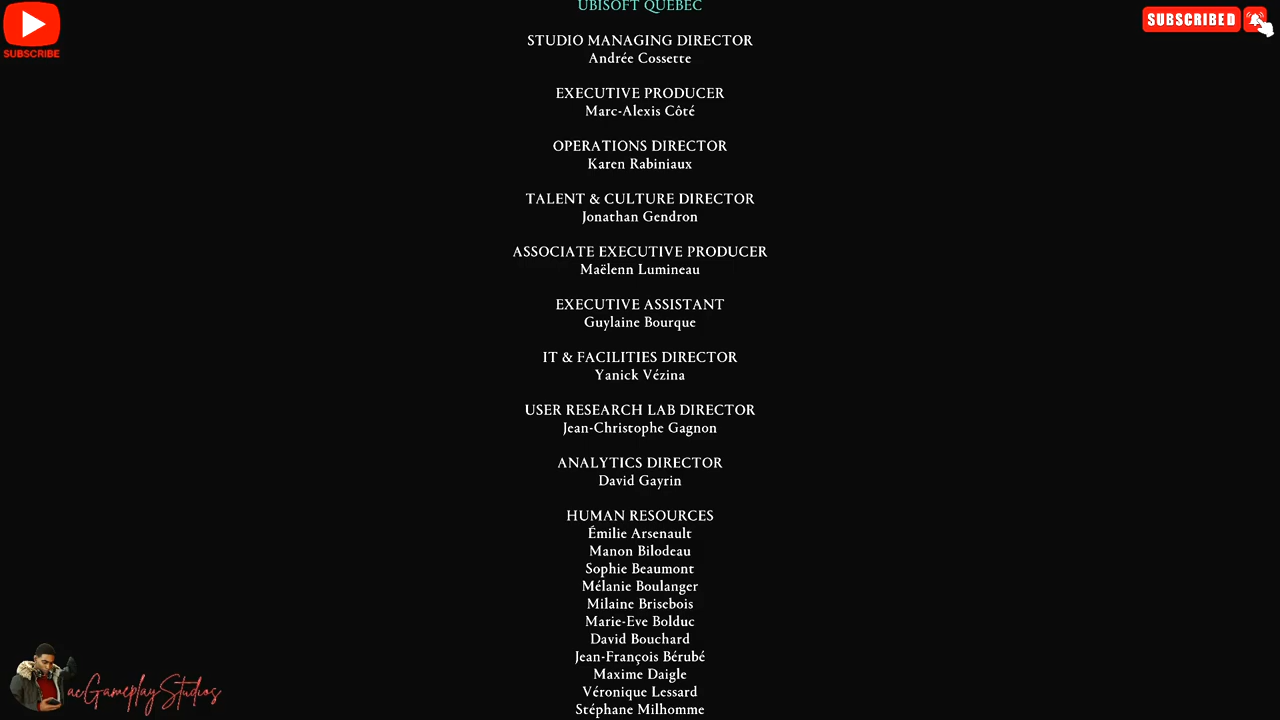 UBISOFT QUÉBEC
SUBSCRIBE
SUBSCRIBED
STUDIO MANAGING DIRECTOR
Andrée Cossette
EXECUTIVE PRODUCER
Marc-Alexis Côté
OPERATIONS DIRECTOR
Karen Rabiniaux
TALENT & CULTURE DIRECTOR
Jonathan Gendron
ASSOCIATE EXECUTIVE PRODUCER
Maëlenn Lumineau
EXECUTIVE ASSISTANT
Guylaine Bourque
IT & FACILITIES DIRECTOR
Yanick Vézina
USER RESEARCH LAB DIRECTOR
Jean-Christophe Gagnon
ANALYTICS DIRECTOR
David Gayrin
HUMAN RESOURCES
Émilie Arsenault
Manon Bilodeau
Sophie Beaumont
Mélanie Boulanger
Milaine Brisebois
Marie-Eve Bolduc
David Bouchard
Jean-François Bérubé
Maxime Daigle
Véronique Lessard
Stéphane Milhomme
acGameplayStudios